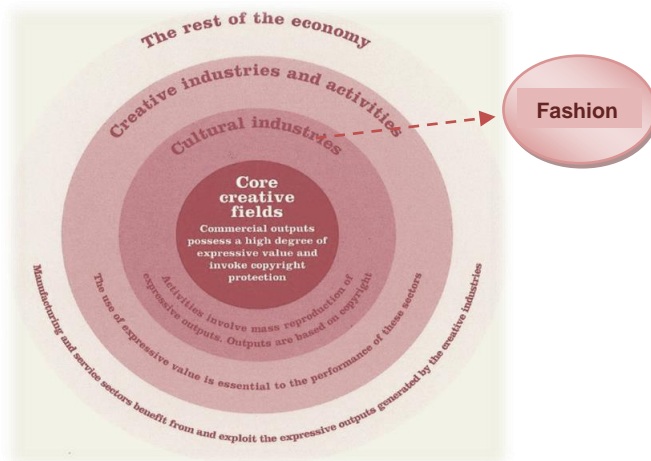 The rest of the economy
Creative industries and activities
Cultural industries
Core
creative
fields
Commercial outputs
possess a high degree of
expressive value and
invoke copyright
protection
Activities involve mass reproduction of
expressive outputs. Outputs are based on copyright
The use of expressive value is essential to the performance of these sectors
Manufacturing and service sectors benefit from and exploit the expressive outputs generated by the creative industries
Fashion